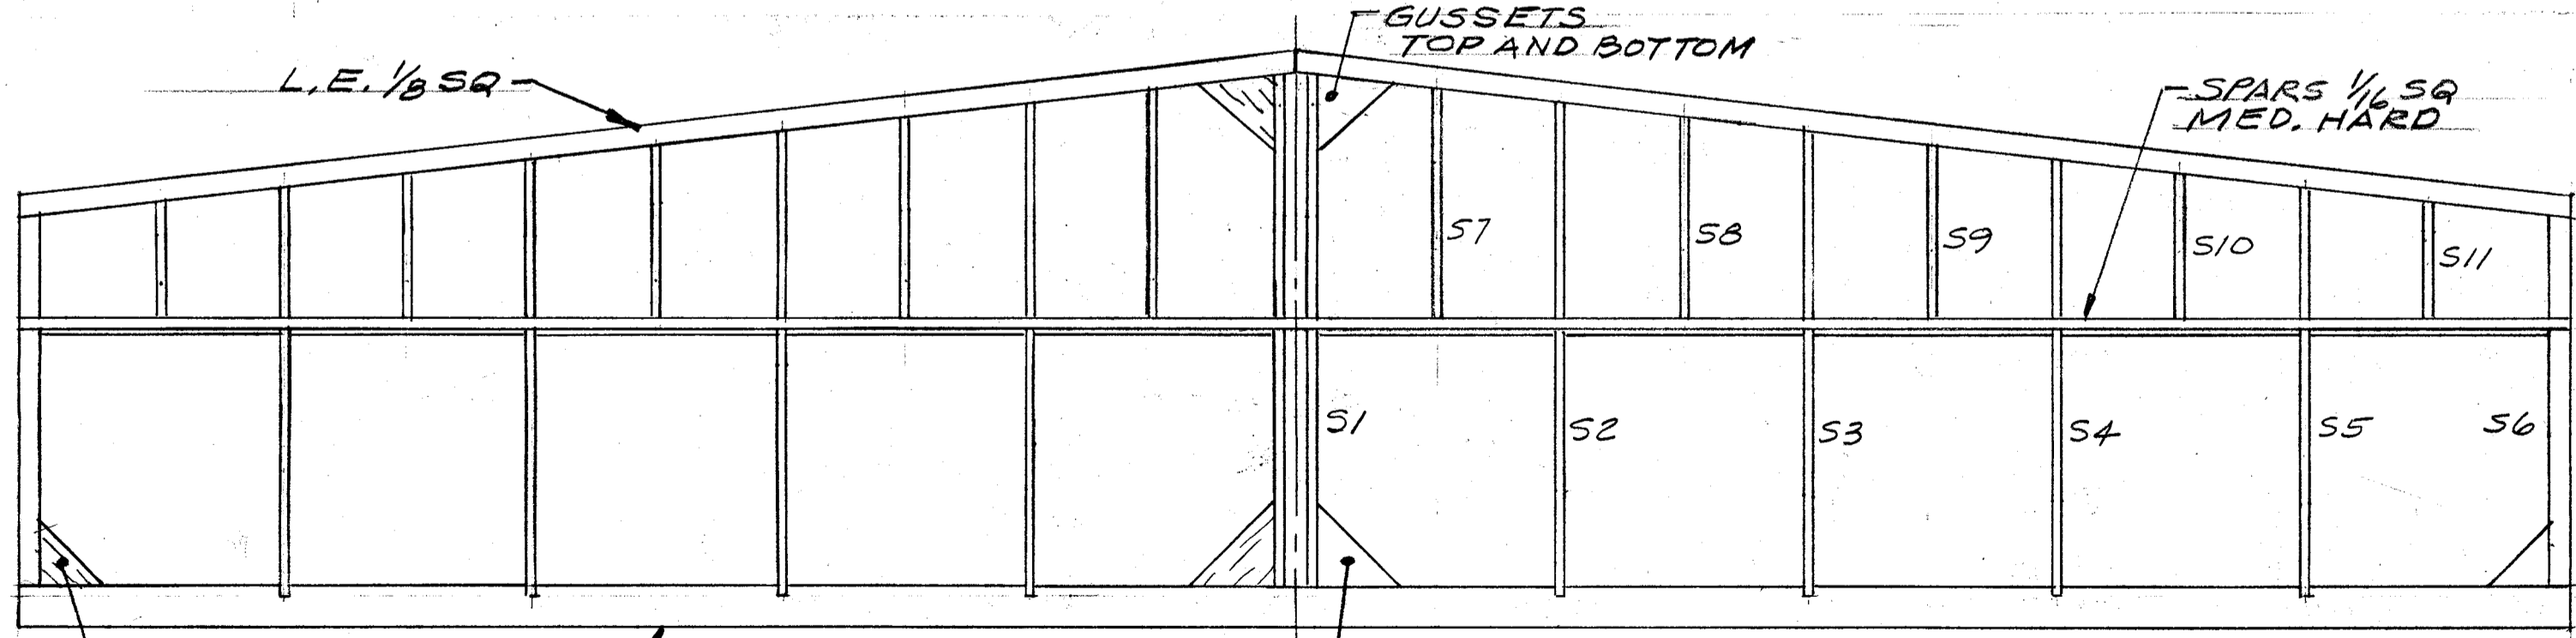 GUSSETS
TOP AND BOTTOM
L.E. 1/8 SQ
SPARS 1/16 SQ
MED. HARD
S7
S8
S9
S10
S11
S1
S2
S3
S4
S5
S6